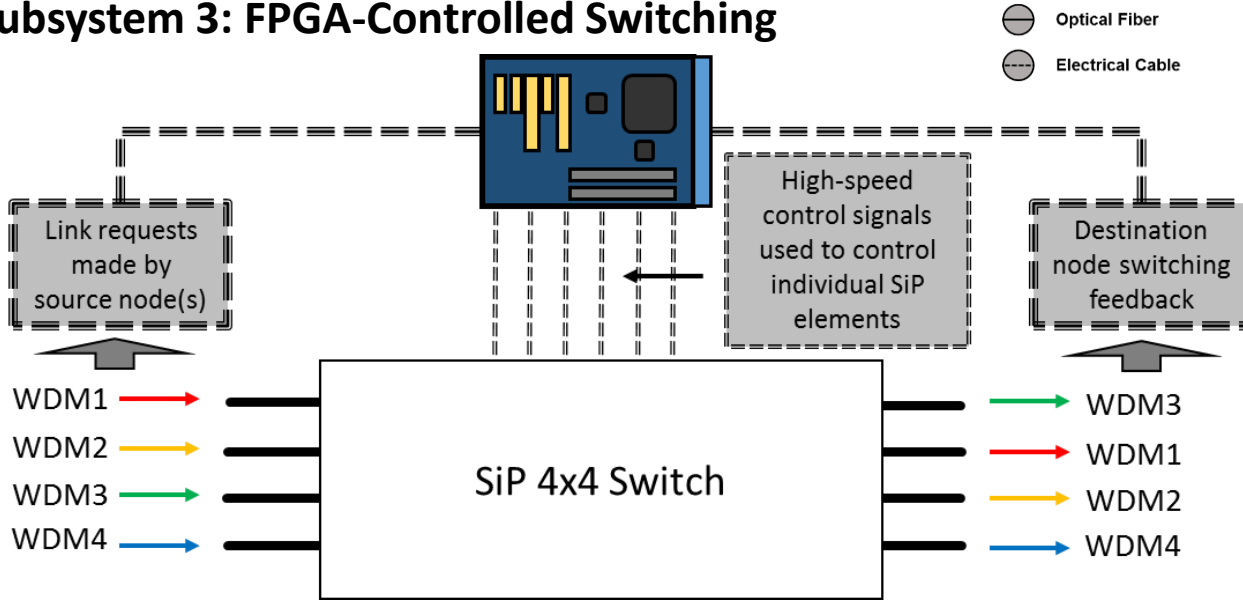 ubsystem 3: FPGA-Controlled Switching
Optical Fiber
Electrical Cable
Link requests
made by
source node(s)
High-speed
control signals
used to control
individual SiP
elements
Destination
node switching
feedback
WDM1
WDM2
WDM3
WDM4
SiP 4x4 Switch
WDM3
WDM1
WDM2
WDM4